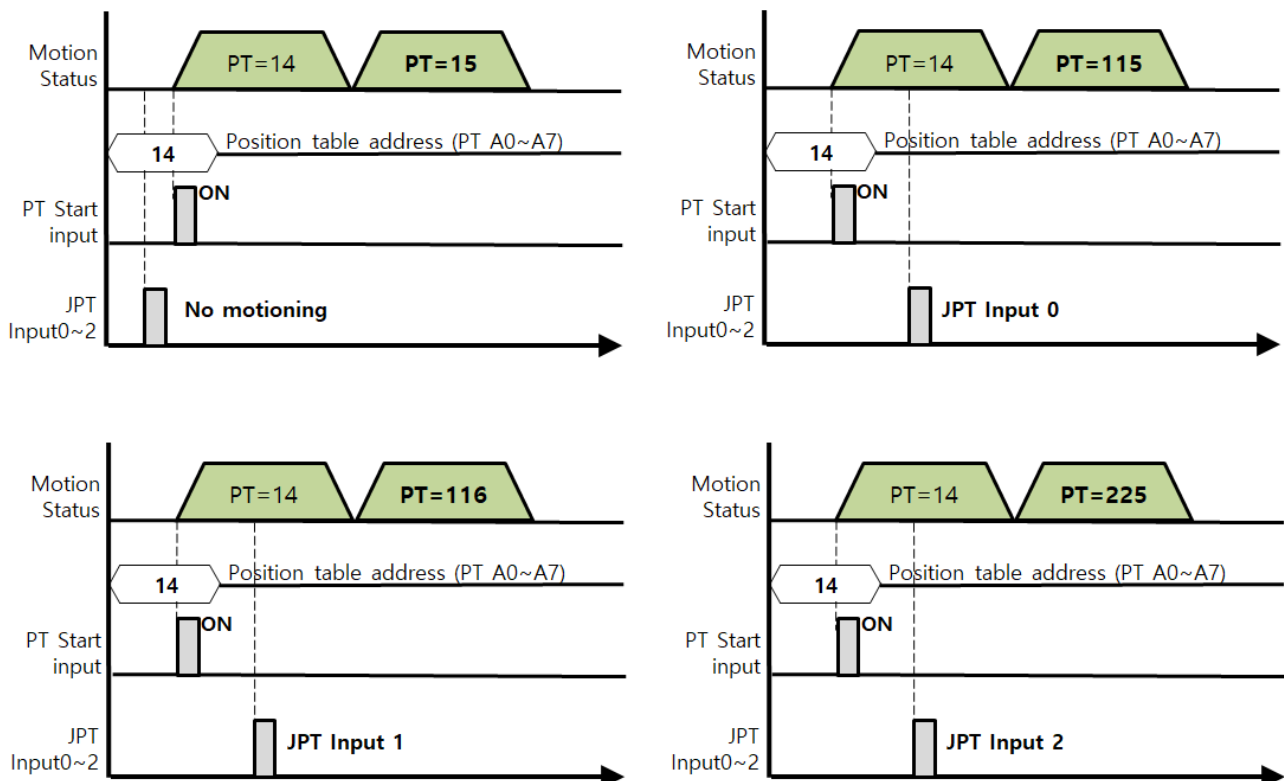 Motion
Status
PT=14
PT=15
14
Position table address (PT A0~A7)
ON
PT Start
input
JPT
Input0~2
No motioning
Motion
Status
PT=14
PT=115
14
Position table address (PT A0~A7)
ON
PT Start
input
JPT
Input0~2
JPT Input 0
Motion
Status
PT=14
PT=116
14
Position table address (PT A0~A7)
ON
PT Start
input
JPT
Input0~2
JPT Input 1
Motion
Status
PT=14
PT=225
14
Position table address (PT A0~A7)
ON
PT Start
input
JPT
Input0~2
JPT Input 2